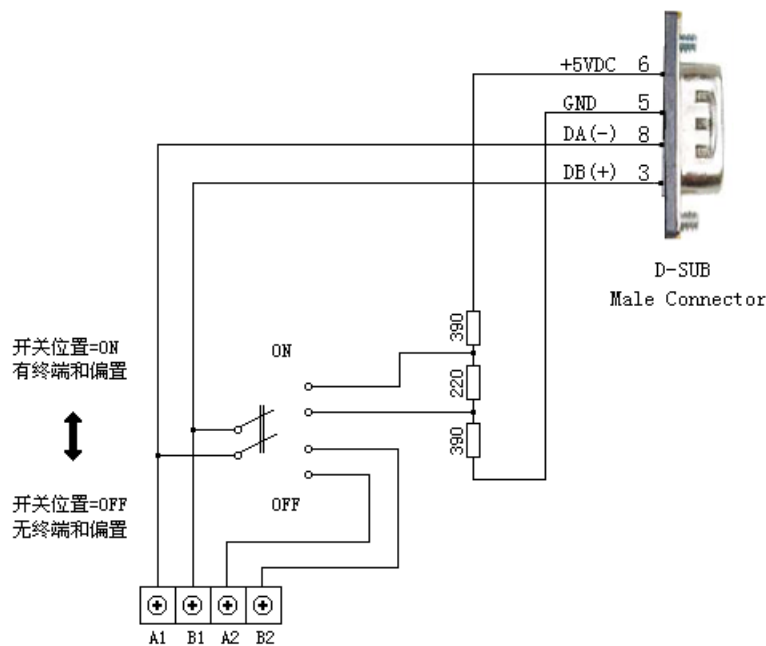 +5VDC 6
GND 5
DA(-) 8
DB(+) 3
D-SUB
Male Connector
390
220
390
开关位置=ON
有终端和偏置
ON
开关位置=OFF
无终端和偏置
OFF
A1 B1 A2 B2